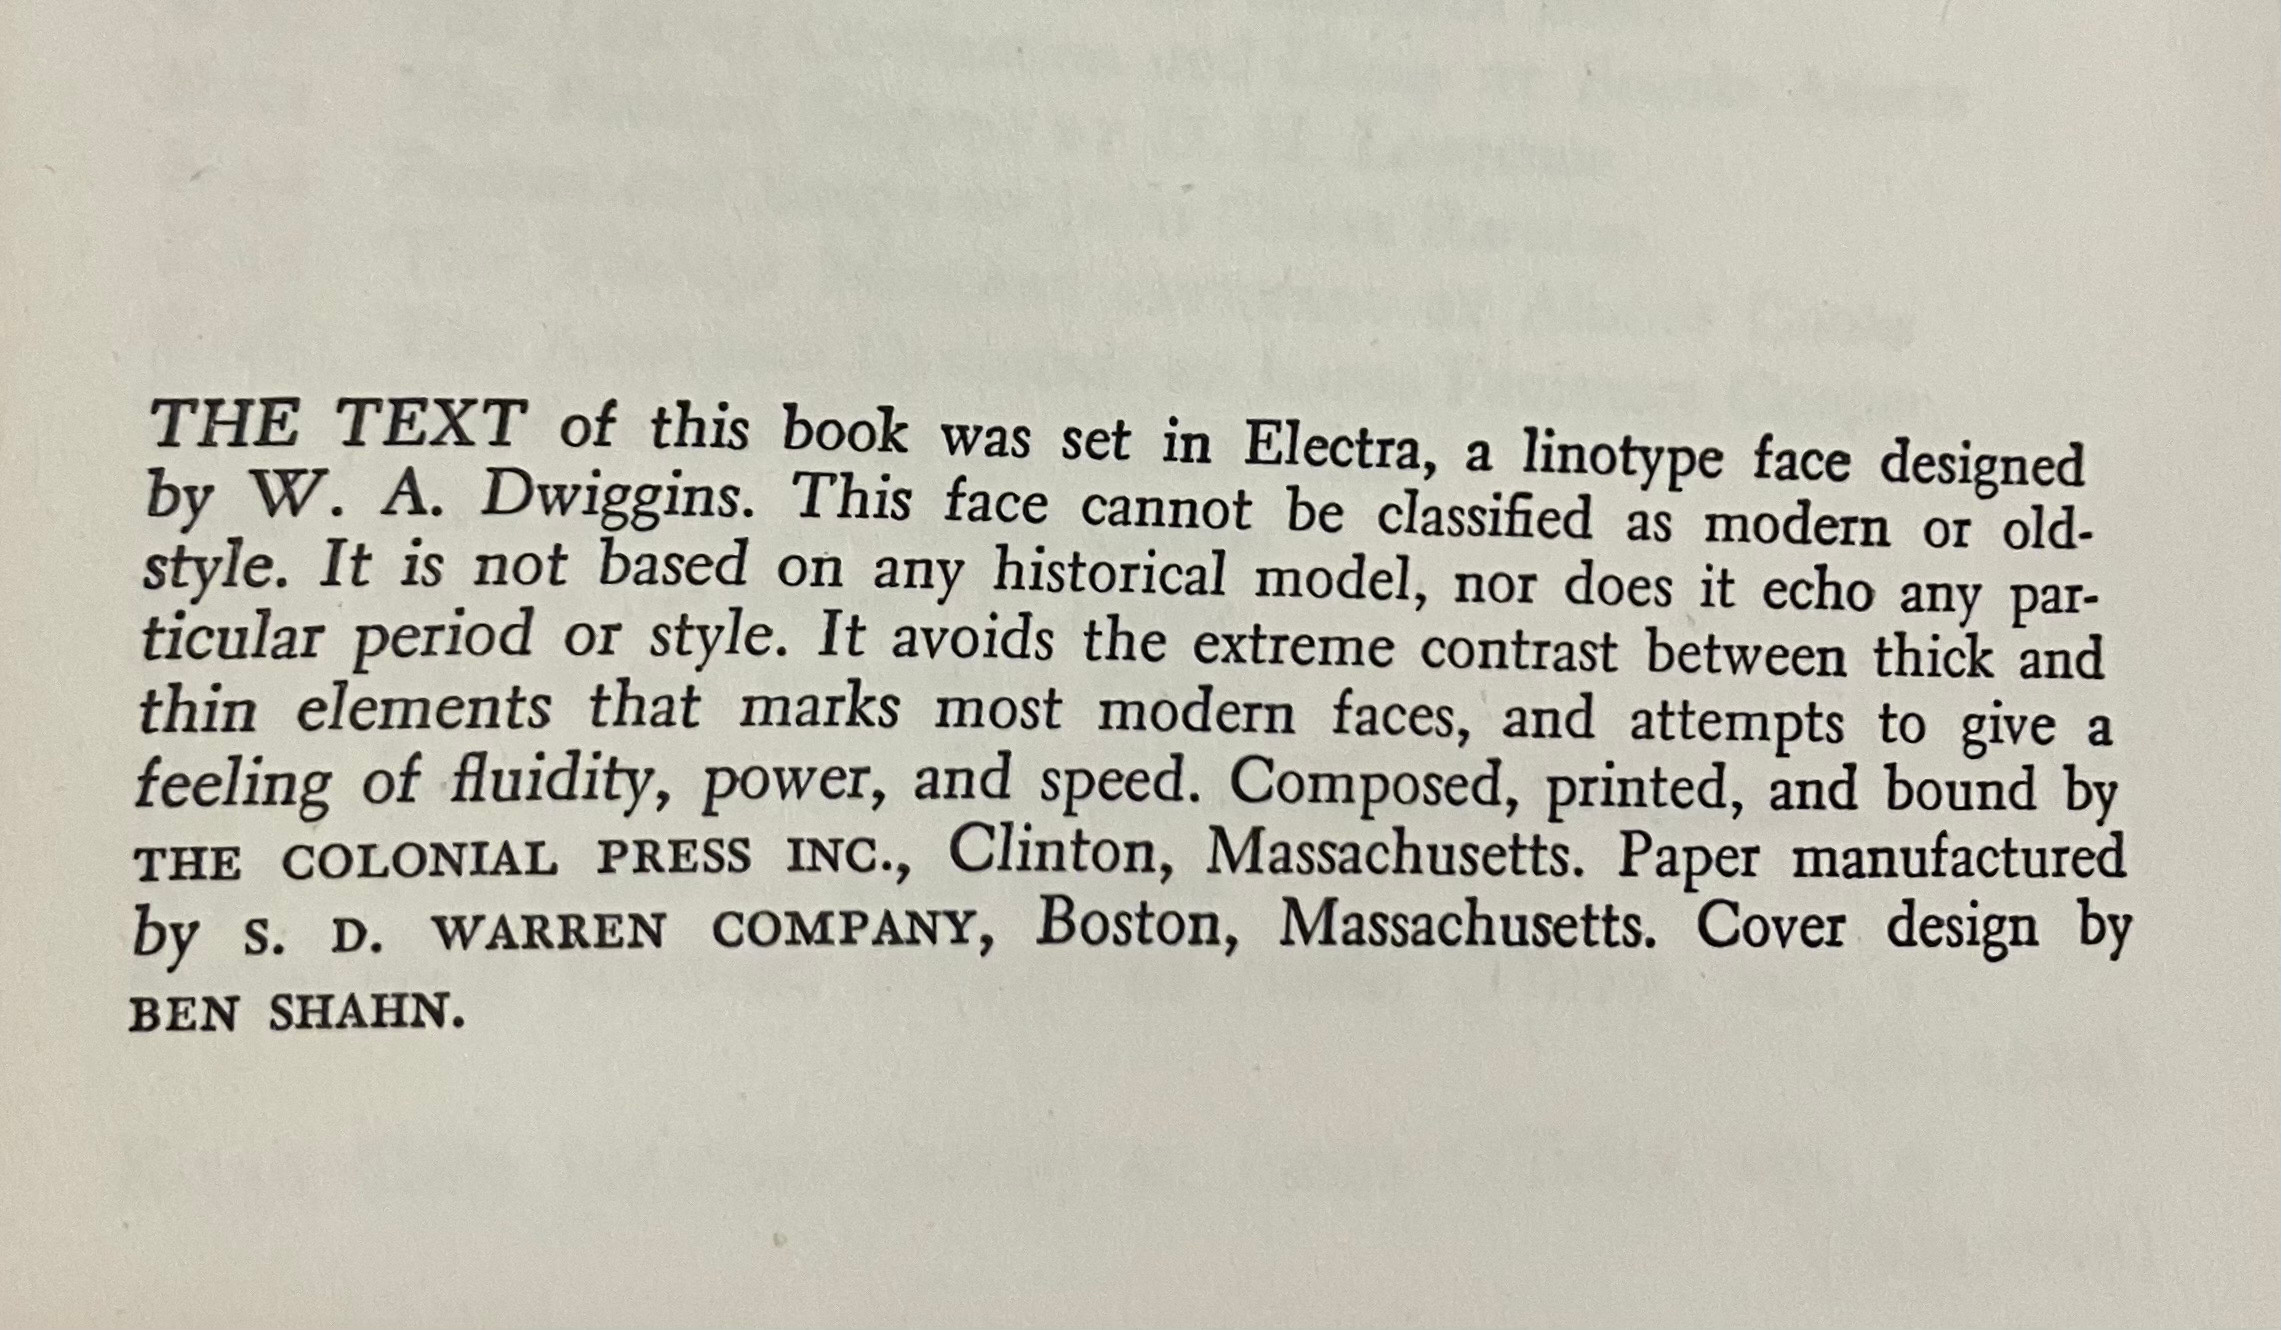 THE TEXT of this book was set in Electra, a linotype face designed
by W. A. Dwiggins. This face cannot be classified as modern or old-
style. It is not based on any historical model, nor does it echo any par-
ticular period or style. It avoids the extreme contrast between thick and
thin elements that marks most modern faces, and attempts to give a
feeling of fluidity, power, and speed. Composed, printed, and bound by
THE COLONIAL PRESS INC., Clinton, Massachusetts. Paper manufactured
by S. D. WARREN COMPANY, Boston, Massachusetts. Cover design by
BEN SHAHN.